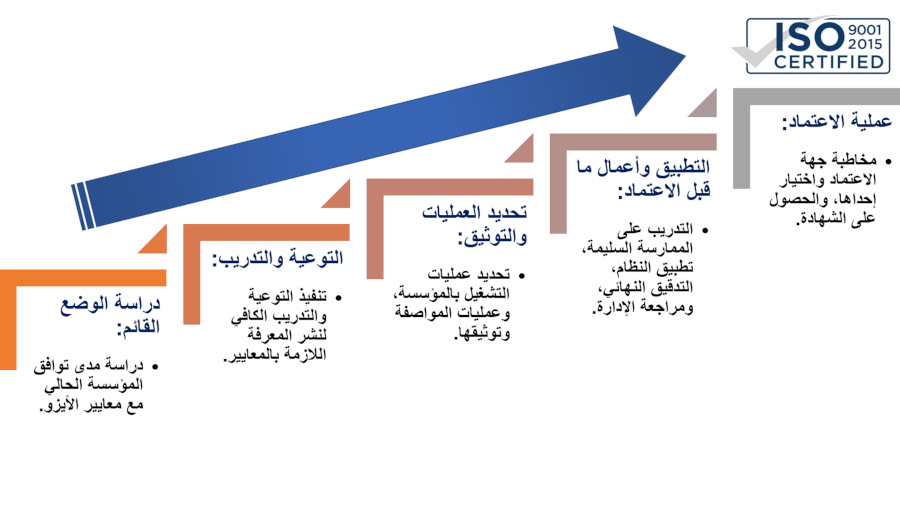 ISO 9001
2015
CERTIFIED
دراسة الوضع
القائم:
• دراسة مدى توافق
المؤسسة الحالي
مع معايير الأيزو.
التوعية والتدريب:
• تنفيذ التوعية
والتدريب الكافي
لنشر المعرفة
اللازمة بالمعايير.
تحديد العمليات
والتوثيق:
• تحديد عمليات
التشغيل بالمؤسسة،
وعمليات المواصفة
وتوثيقها.
التطبيق وأعمال ما
قبل الاعتماد:
• التدريب على
الممارسة السليمة،
تطبيق النظام،
التدقيق النهائي،
ومراجعة الإدارة.
عملية الاعتماد:
• مخاطبة جهة
الاعتماد واختيار
إحداها، والحصول
على الشهادة.